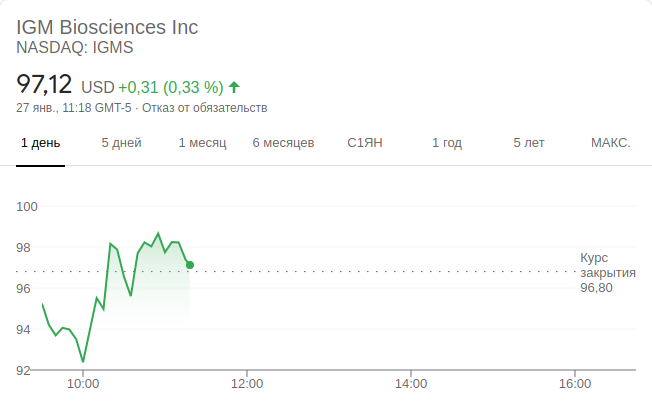 IGM Biosciences Inc
NASDAQ: IGMS
97,12 USD +0,31 (0,33 %)
27 янв., 11:18 GMT-5 · Отказ от обязательств
1 день 5 дней 1 месяц 6 месяцев С1ЯН 1 год 5 лет МАКС.
100
98
Курс
закрытия
96,80
96
94
92
10:00 12:00 14:00 16:00